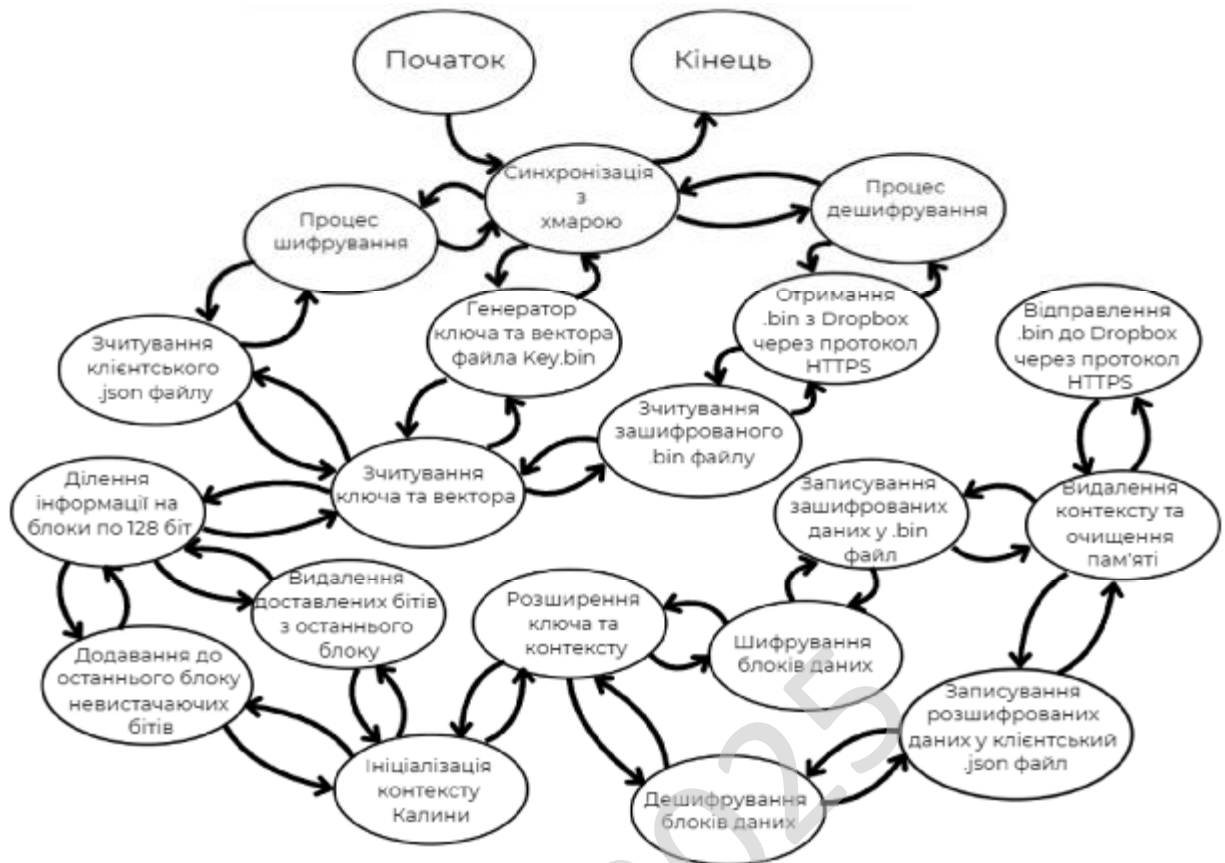 Початок
Кінець
Синхронізація
з
хмарою
Процес
шифрування
Процес
дешифрування
Генератор
ключа та вектора
файла Key.bin
Отримання
.bin з Dropbox
через протокол
HTTPS
Відправлення
.bin до Dropbox
через протокол
HTTPS
Зчитування
клієнтського
.json файлу
Зчитування
зашифрованого
.bin файлу
Зчитування
ключа та вектора
Ділення
інформації на
блоки по 128 біт
Записування
зашифрованих
даних у .bin
файл
Видалення
контексту та
очищення
пам'яті
Видалення
доставлених бітів
з останнього
блоку
Розширення
ключа та
контексту
Шифрування
блоків даних
Додавання до
останнього блоку
невистачаючих
бітів
Записування
розшифрованих
даних у клієнтський
.json файл
Ініціалізація
контексту
Калини
Дешифрування
блоків даних
2025